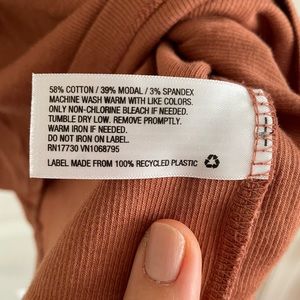 58% COTTON / 39% MODAL / 3% SPANDEX
MACHINE WASH WARM WITH LIKE COLORS.
ONLY NON-CHLORINE BLEACH IF NEEDED.
TUMBLE DRY LOW. REMOVE PROMPTLY.
WARM IRON IF NEEDED.
DO NOT IRON ON LABEL.
RN17730 VN1068795
LABEL MADE FROM 100% RECYCLED PLASTIC